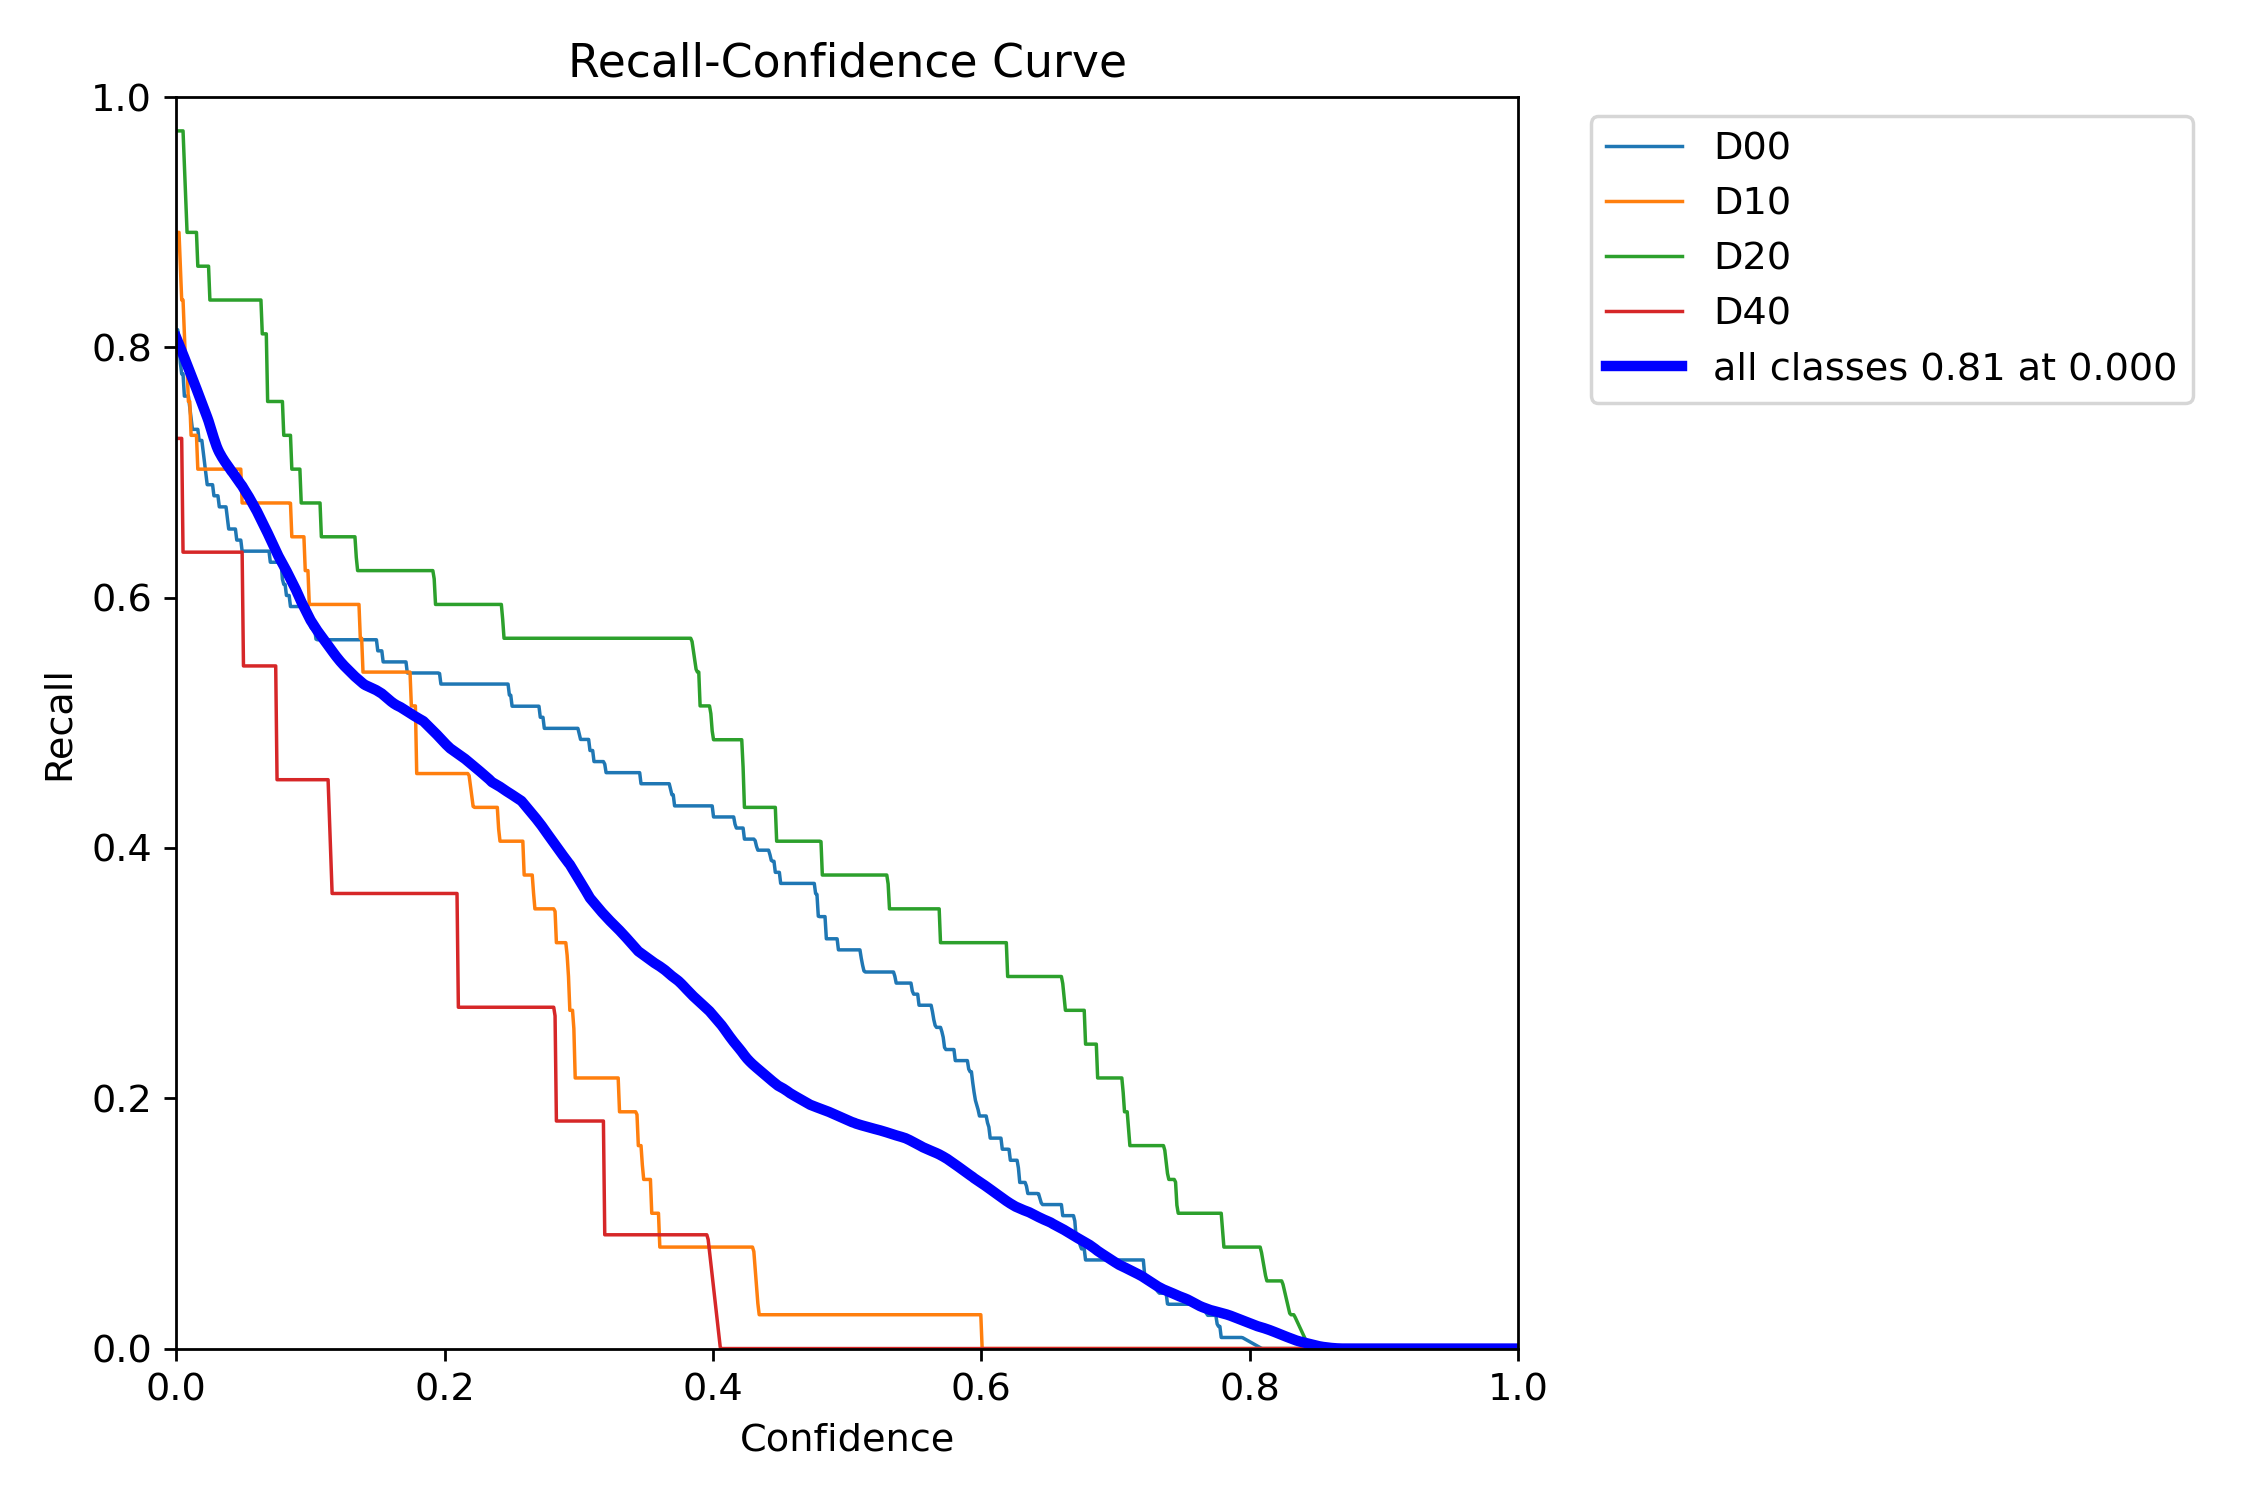 Recall-Confidence Curve
1.0
0.8
0.6
0.4
0.2
0.0
Recall
0.0 0.2 0.4 0.6 0.8 1.0
Confidence
D00
D10
D20
D40
all classes 0.81 at 0.000